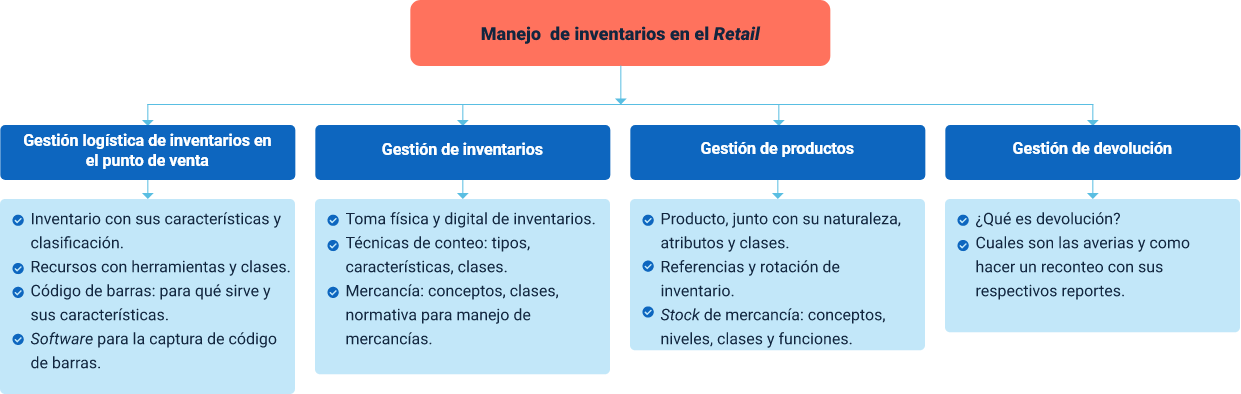 Manejo de inventarios en el Retail
Gestión logística de inventarios en
el punto de venta
Inventario con sus características y
clasificación.
Recursos con herramientas y clases.
Código de barras: para qué sirve y
sus características.
Software para la captura de código
de barras.
Gestión de inventarios
Toma física y digital de inventarios.
Técnicas de conteo: tipos,
características, clases.
Mercancía: conceptos, clases,
normativa para manejo de
mercancías.
Gestión de productos
Producto, junto con su naturaleza,
atributos y clases.
Referencias y rotación de
inventario.
Stock de mercancía: conceptos,
niveles, clases y funciones.
Gestión de devolución
¿Qué es devolución?
Cuales son las averias y como
hacer un reconteo con sus
respectivos reportes.